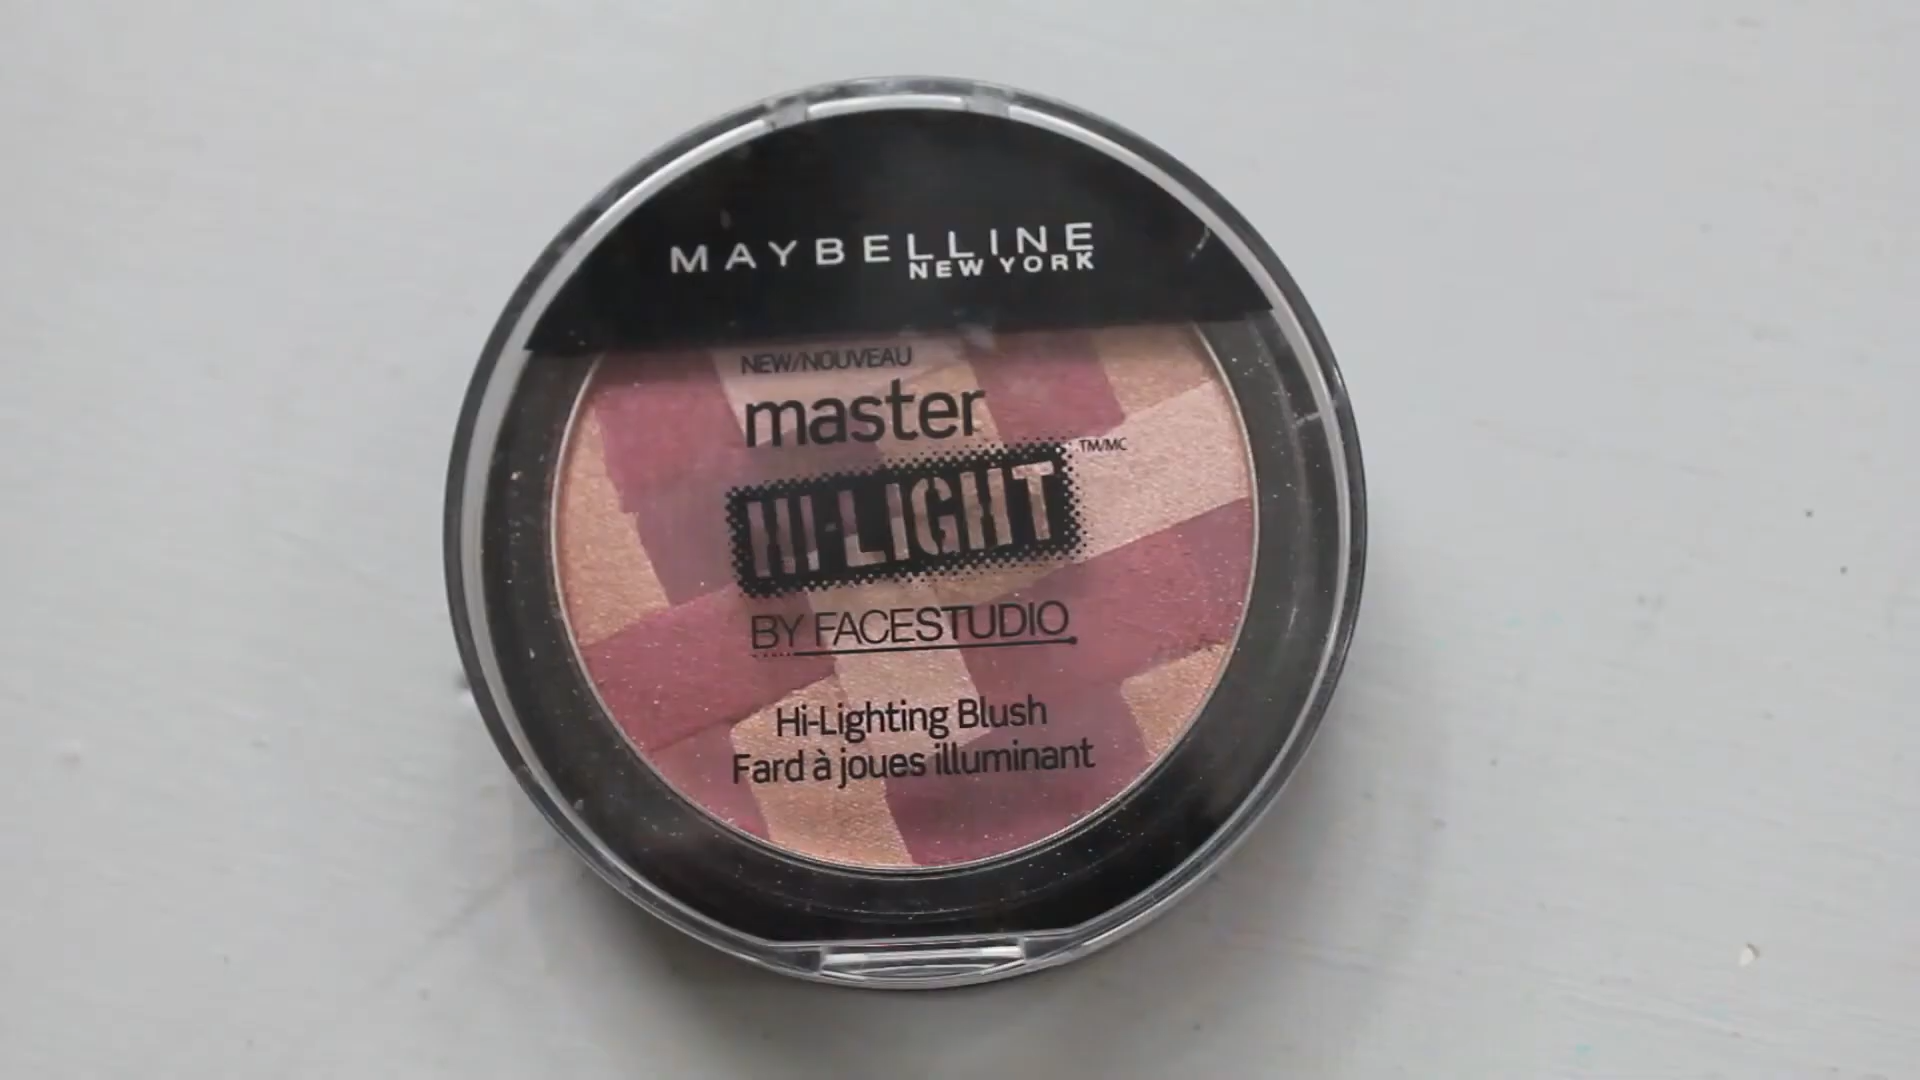 MAYBELLINE
NEW YORK
NEW/NOUVEAU
master
HI-LIGHT TM/MC
BY FACESTUDIO
Hi-Lighting Blush
Fard à joues illuminant